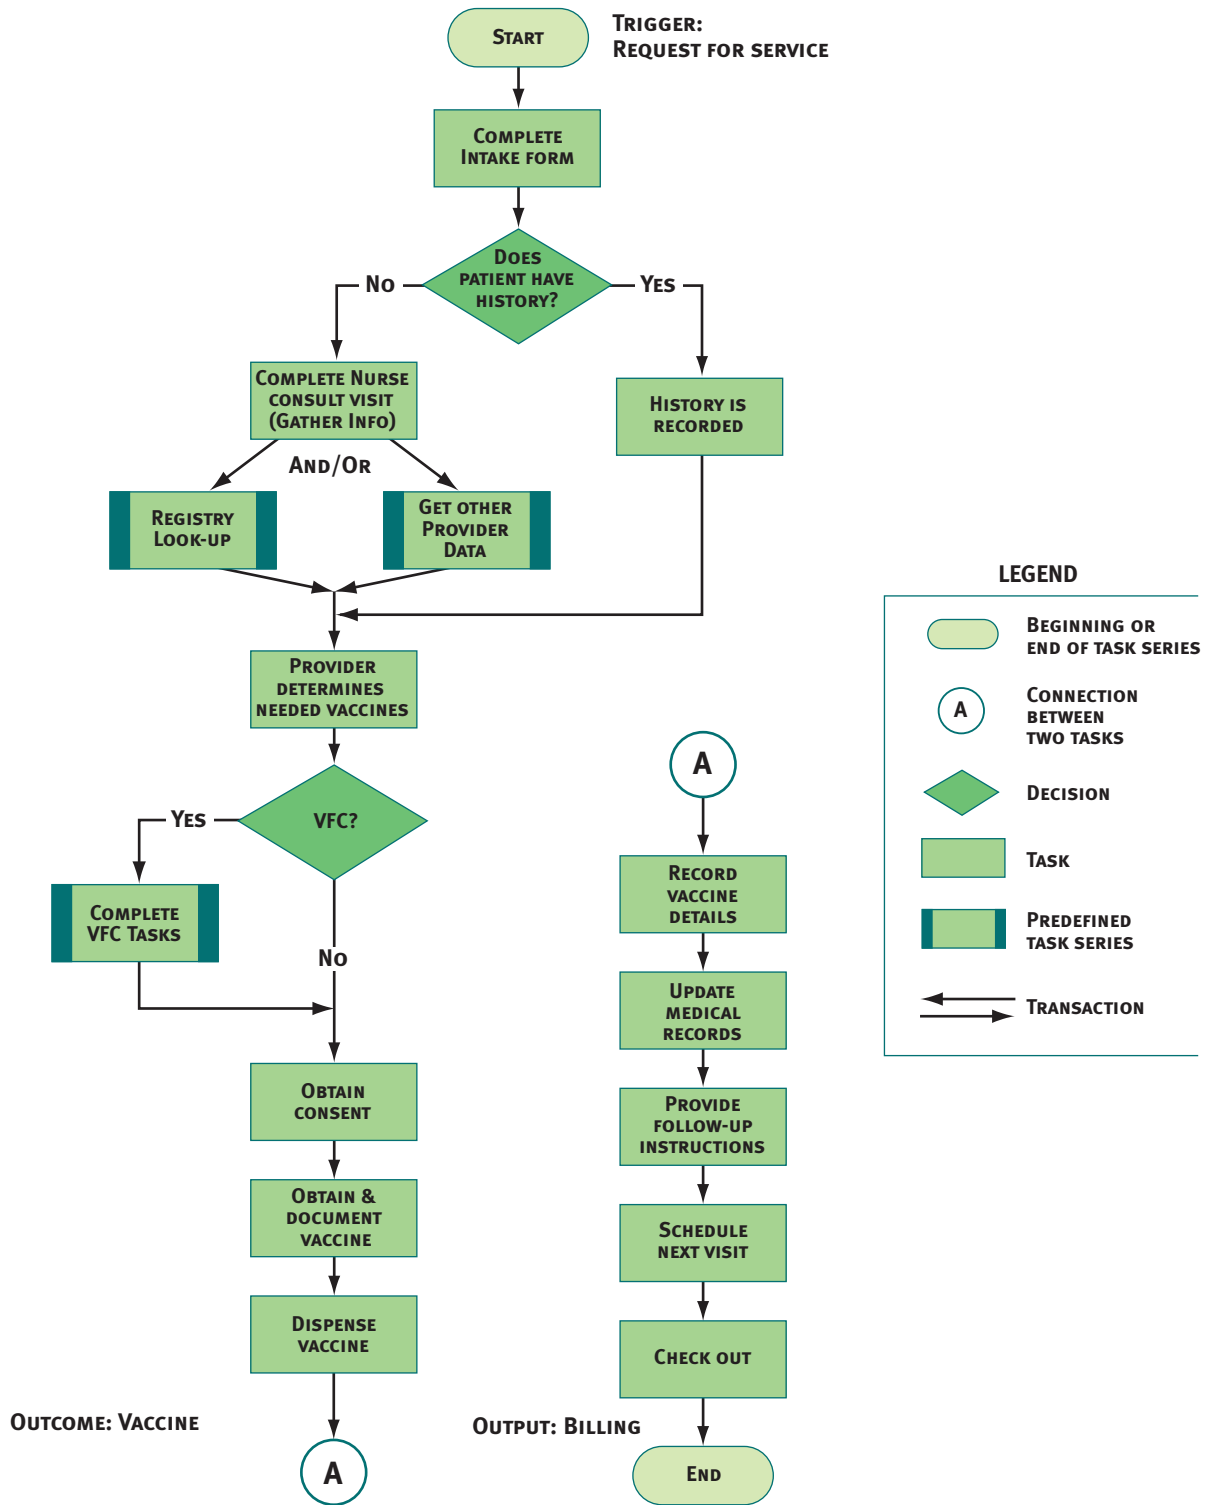 Start
Trigger:
Request for service
Complete
Intake form
Does
patient have
history?
No
Yes
Complete Nurse
consult visit
(Gather Info)
History is
recorded
And/Or
Registry
Look-up
Get other
Provider
Data
Provider
determines
needed vaccines
VFC?
Yes
Complete
VFC Tasks
No
Obtain
consent
Obtain &
document
vaccine
Dispense
vaccine
Outcome: Vaccine
A
A
Record
vaccine
details
Update
medical
records
Provide
follow-up
instructions
Schedule
next visit
Check out
Output: Billing
End
LEGEND
Beginning or
end of task series
A
Connection
between
two tasks
Decision
Task
Predefined
task series
Transaction